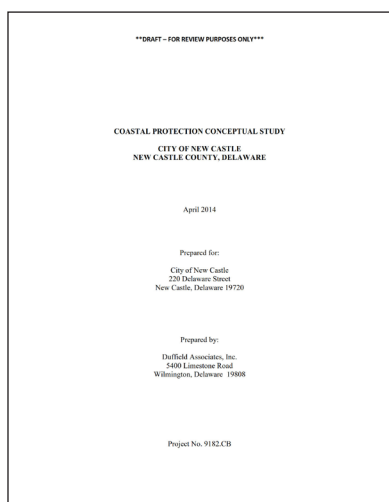 **DRAFT – FOR REVIEW PURPOSES ONLY***
COASTAL PROTECTION CONCEPTUAL STUDY
CITY OF NEW CASTLE
NEW CASTLE COUNTY, DELAWARE
April 2014
Prepared for:
City of New Castle
220 Delaware Street
New Castle, Delaware 19720
Prepared by:
Duffield Associates, Inc.
5400 Limestone Road
Wilmington, Delaware 19808
Project No. 9182.CB